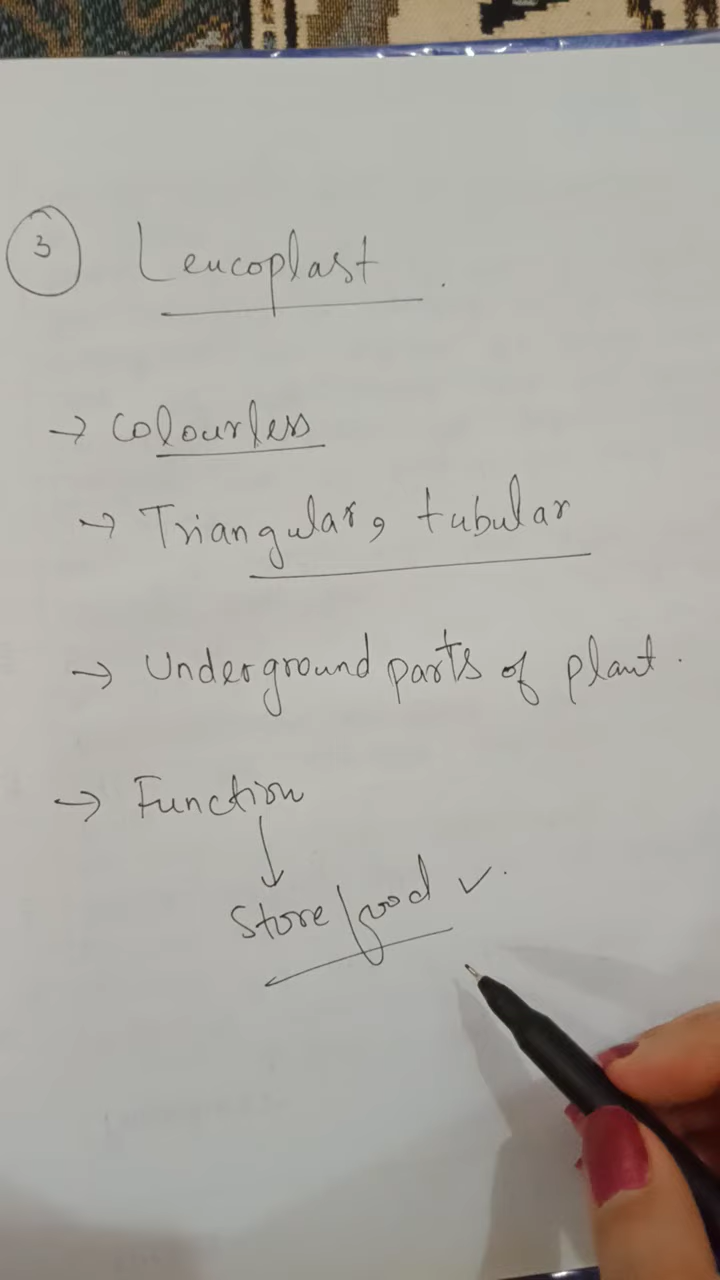 3 Leucoplast.
→ Colourless
→ Triangular, tubular
→ Underground parts of plant.
→ Function
↓
Store food ✓.